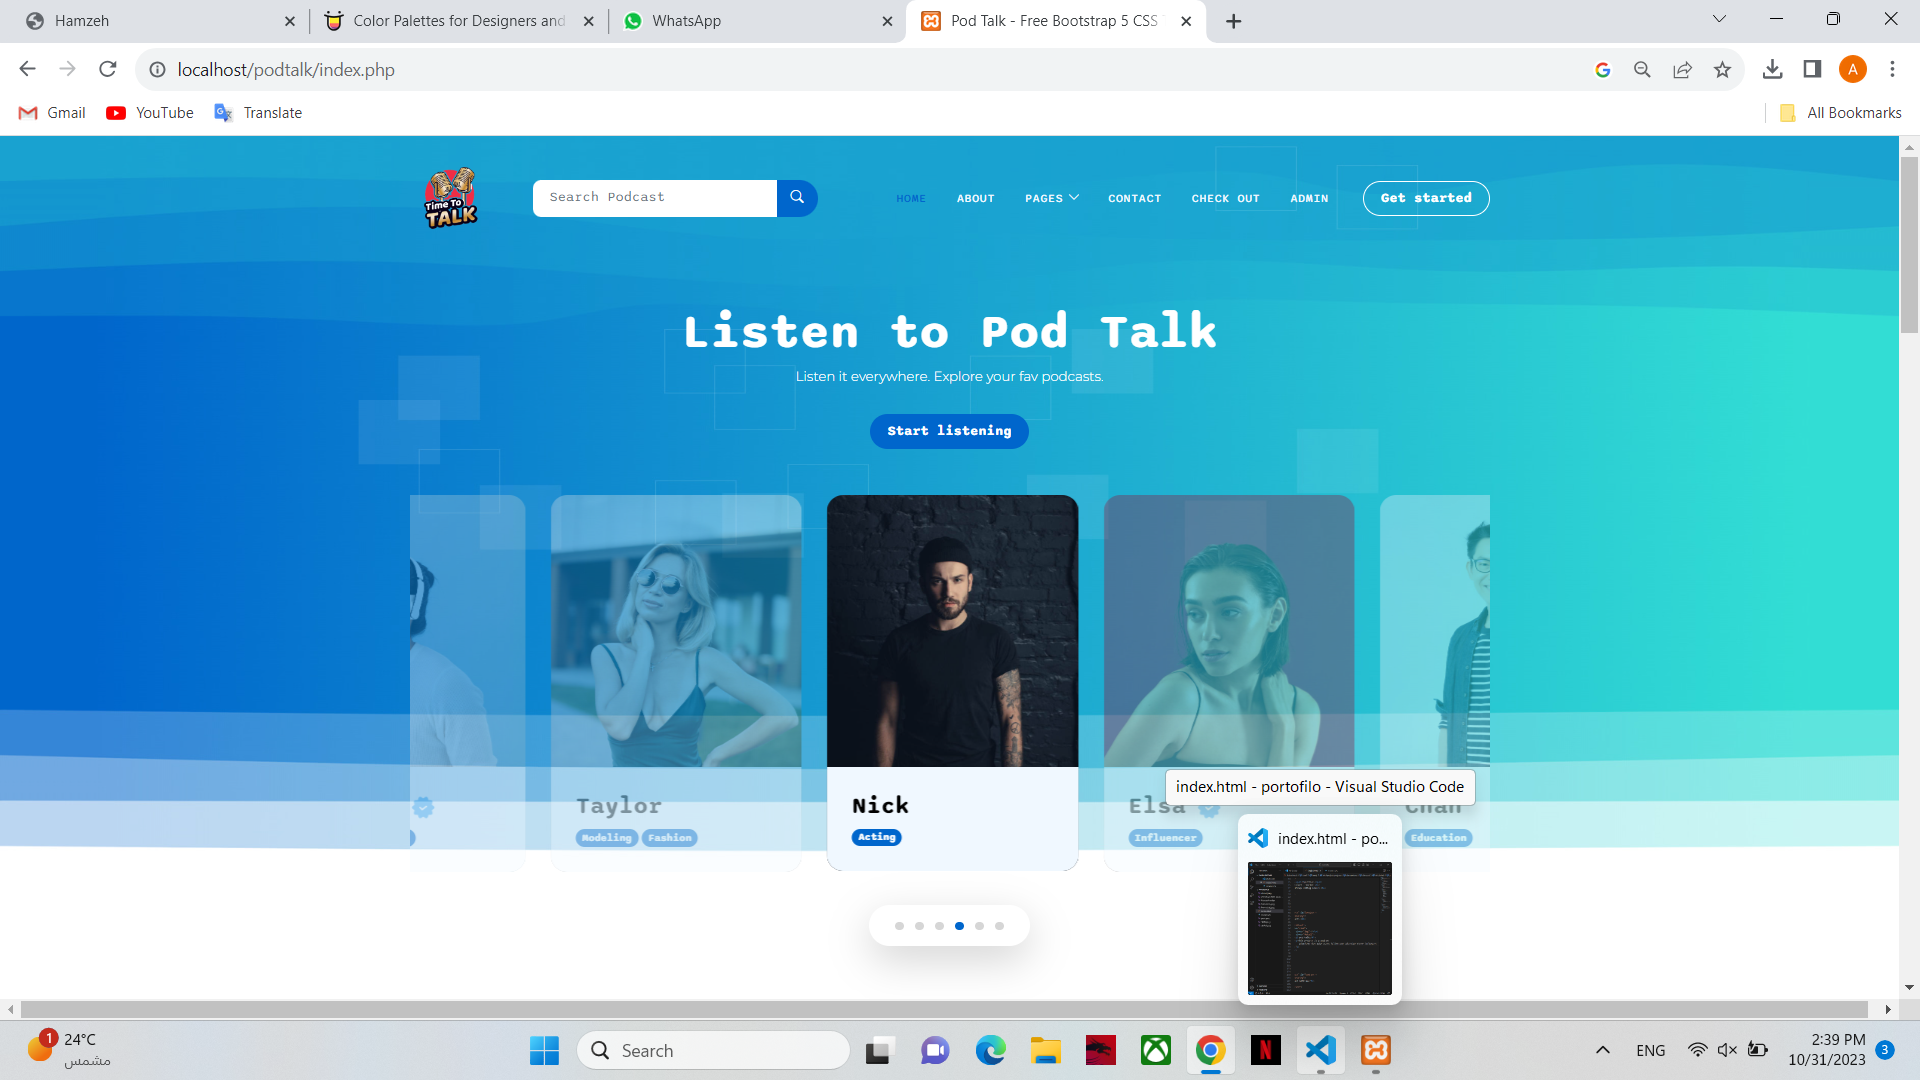 Hamzeh
Color Palettes for Designers and
WhatsApp
Pod Talk - Free Bootstrap 5 CSS
localhost/podtalk/index.php
A
Gmail
YouTube
Translate
All Bookmarks
Time To
TALK
Search Podcast
HOME
ABOUT
PAGES
CONTACT
CHECK OUT
ADMIN
Get started
Listen to Pod Talk
Listen it everywhere. Explore your fav podcasts.
Start listening
Taylor
Modeling
Fashion
Nick
Acting
Elsa
Influencer
Chan
Education
index.html - portofilo - Visual Studio Code
index.html - po...
1
24°C
مشمس
Search
ENG
2:39 PM
10/31/2023
3